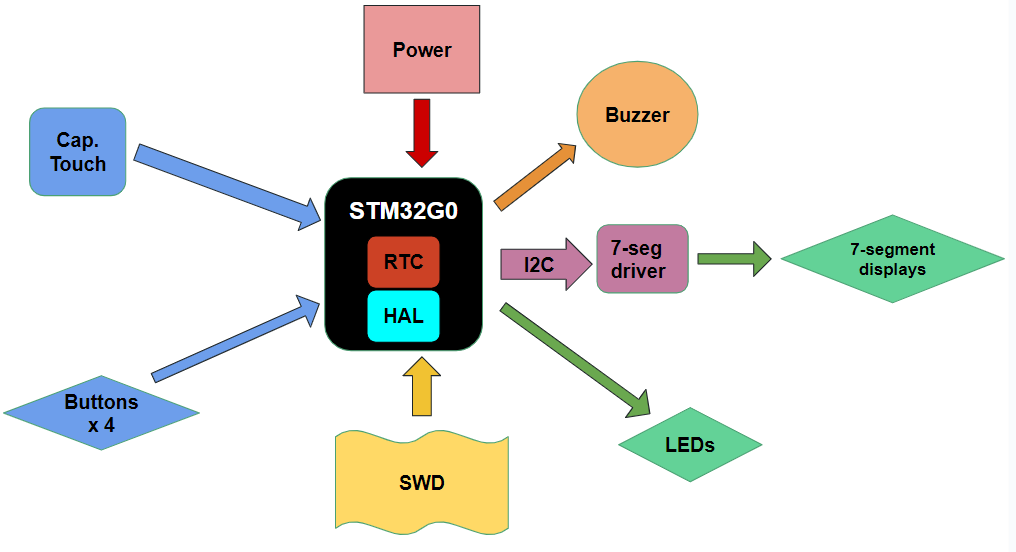 Power
Buzzer
Cap.
Touch
STM32G0
RTC
HAL
I2C
7-seg
driver
7-segment
displays
Buttons
x 4
LEDs
SWD